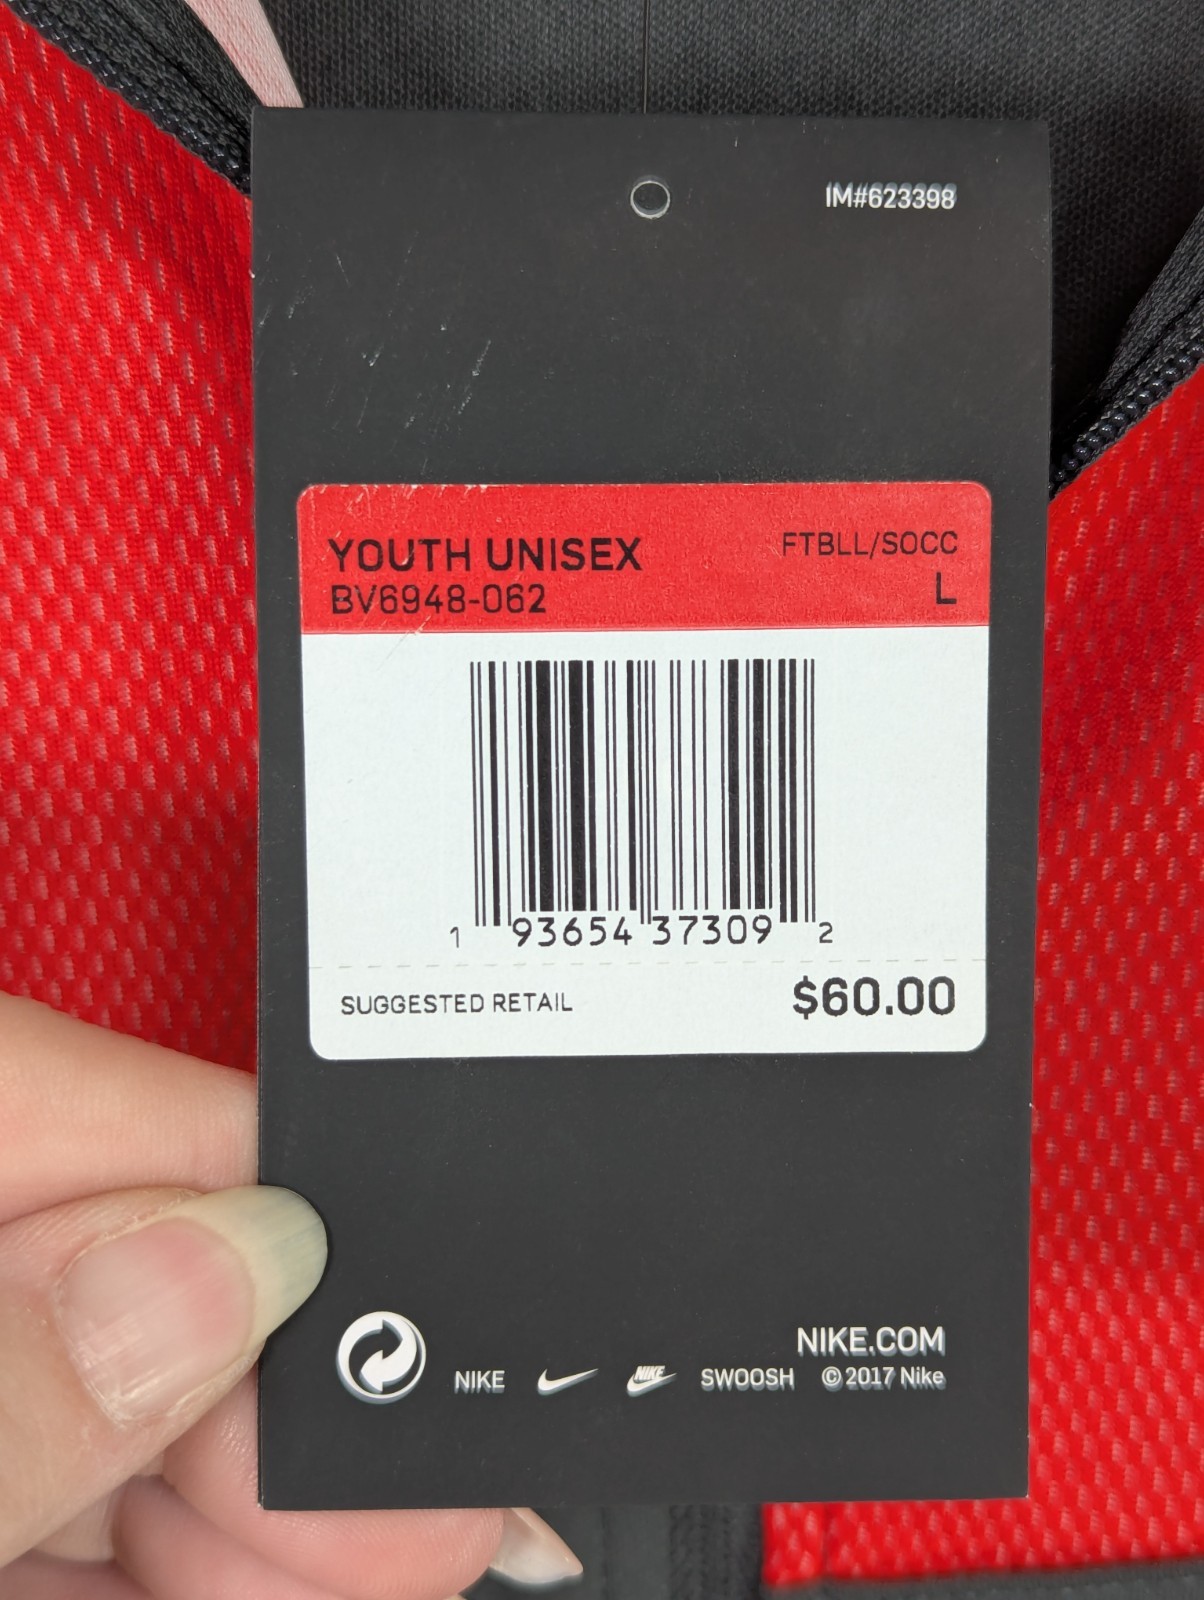 IM#623398
YOUTH UNISEX FTBLL/SOCC
BV6948-062 L
1 93654 37309 2
SUGGESTED RETAIL $60.00
NIKE.COM
NIKE NIKE SWOOSH © 2017 Nike